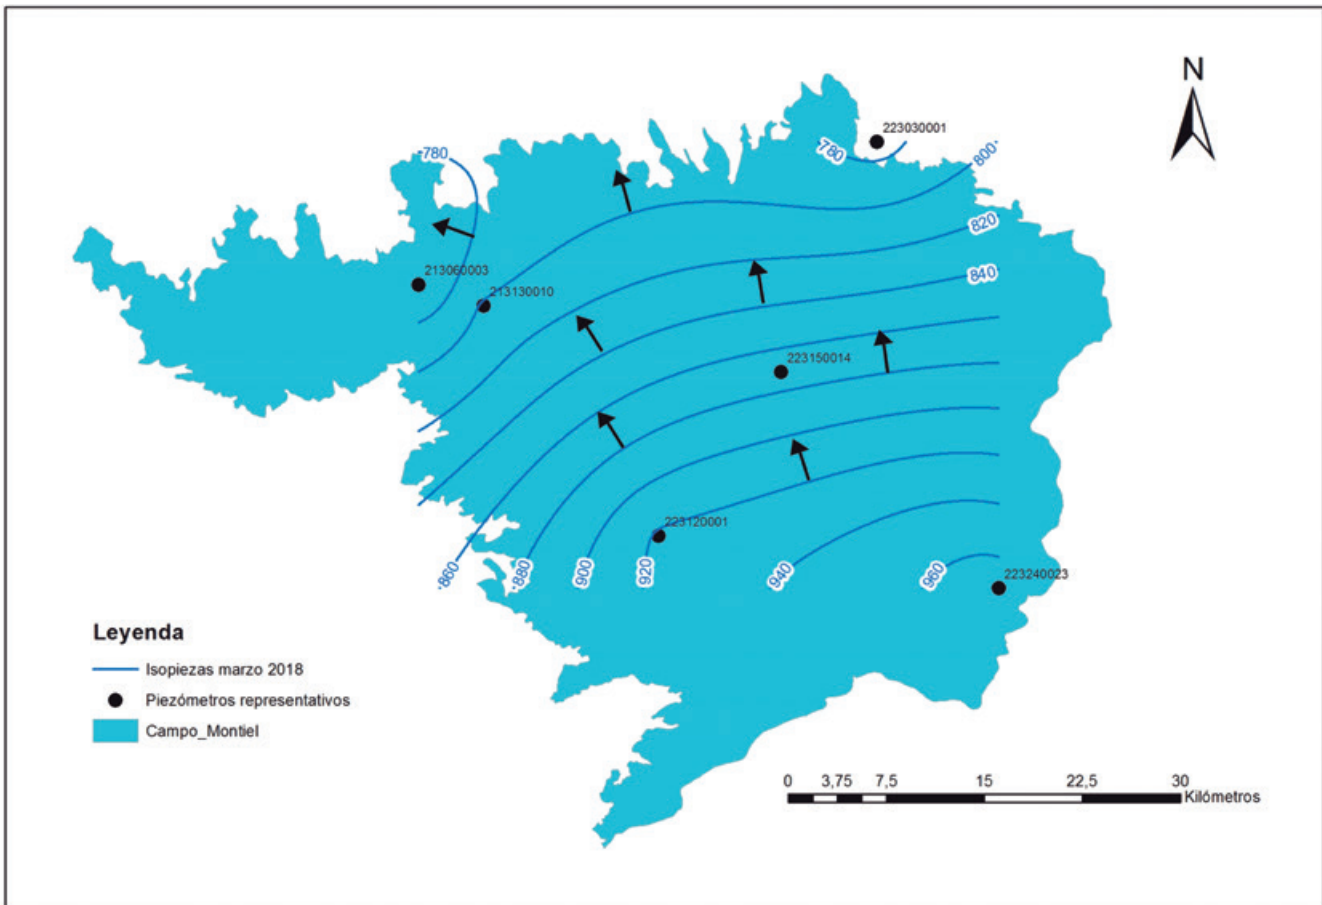 N
223030001
780
780
800
820
213060003
840
213130010
223150014
223120001
860
880
900
920
940
960
223240023
Leyenda
Isopiezas marzo 2018
Piezómetros representativos
Campo_Montiel
0 3,75 7,5 15 22,5 30
Kilómetros